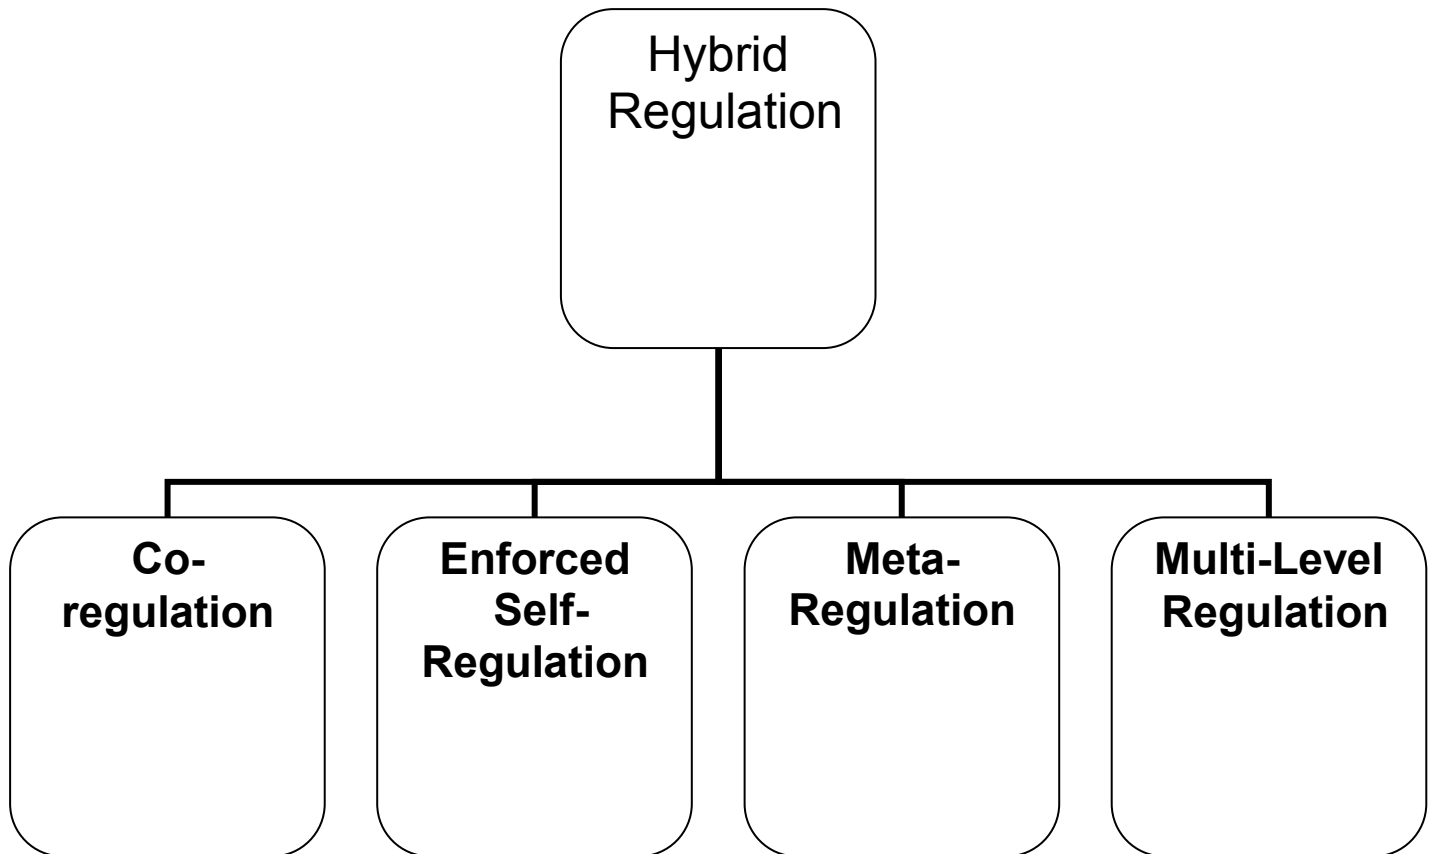 Hybrid
Regulation
Co-
regulation
Enforced
Self-
Regulation
Meta-
Regulation
Multi-Level
Regulation